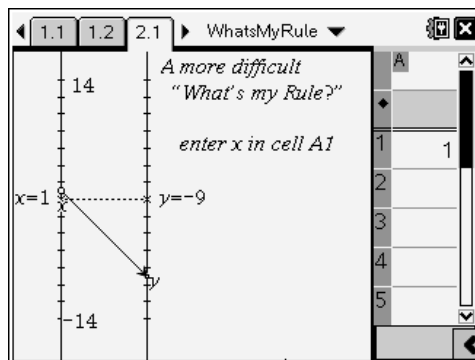 1.1 1.2 2.1 WhatsMyRule
A more difficult
"What's my Rule?"
enter x in cell A1
14
x=1
x
y=-9
y
-14
A
1 1
2
3
4
5